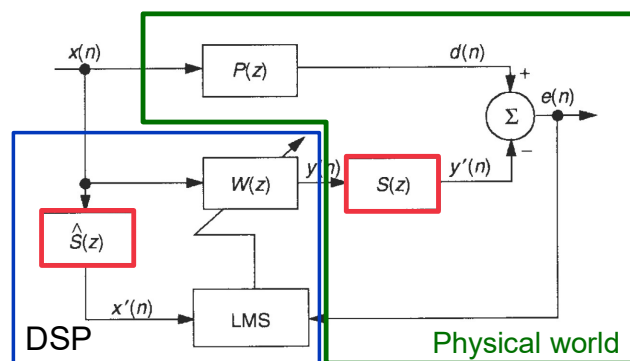 x(n)
P(z)
d(n)
+
Σ
e(n)
−
W(z)
y(n)
S(z)
y'(n)
Ŝ(z)
x'(n)
LMS
DSP
Physical world